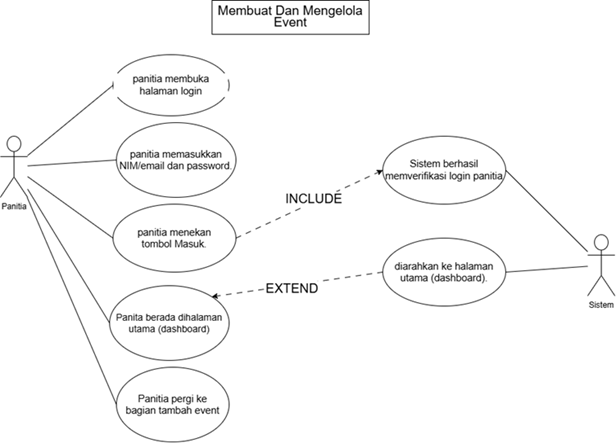 Membuat Dan Mengelola
Event
panitia membuka
halaman login
panitia memasukkan
NIM/email dan password.
Sistem berhasil
memverifikasi login panitia
INCLUDE
Panitia
panitia menekan
tombol Masuk.
diarahkan ke halaman
utama (dashboard).
EXTEND
Sistem
Panita berada dihalaman
utama (dashboard)
Panitia pergi ke
bagian tambah event